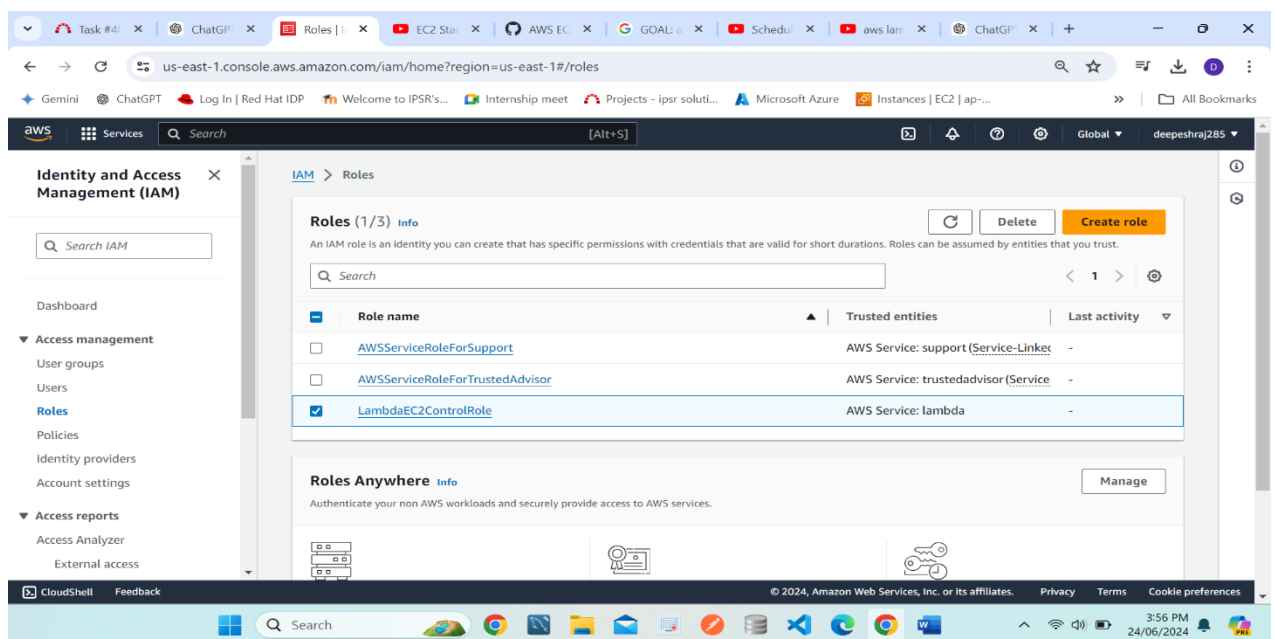 Task #4(
ChatGP
Roles | I
EC2 Star
AWS EC
GOAL: a
Schedul
aws lam
ChatGP
us-east-1.console.aws.amazon.com/iam/home?region=us-east-1#/roles
D
Gemini ChatGPT Log In | Red Hat IDP Welcome to IPSR's... Internship meet Projects - ipsr soluti... Microsoft Azure Instances | EC2 | ap-... » All Bookmarks
aws Services Search [Alt+S] Global deepeshraj285
Identity and Access
Management (IAM)
Search IAM
Dashboard
Access management
User groups
Users
Roles
Policies
Identity providers
Account settings
Access reports
Access Analyzer
External access
IAM > Roles
Roles (1/3) Info
Delete
Create role
An IAM role is an identity you can create that has specific permissions with credentials that are valid for short durations. Roles can be assumed by entities that you trust.
Search
1
Role name Trusted entities Last activity
AWSServiceRoleForSupport AWS Service: support (Service-Linked -
AWSServiceRoleForTrustedAdvisor AWS Service: trustedadvisor (Service -
LambdaEC2ControlRole AWS Service: lambda -
Roles Anywhere Info
Manage
Authenticate your non AWS workloads and securely provide access to AWS services.
CloudShell Feedback © 2024, Amazon Web Services, Inc. or its affiliates. Privacy Terms Cookie preferences
Search
3:56 PM
24/06/2024
PRE